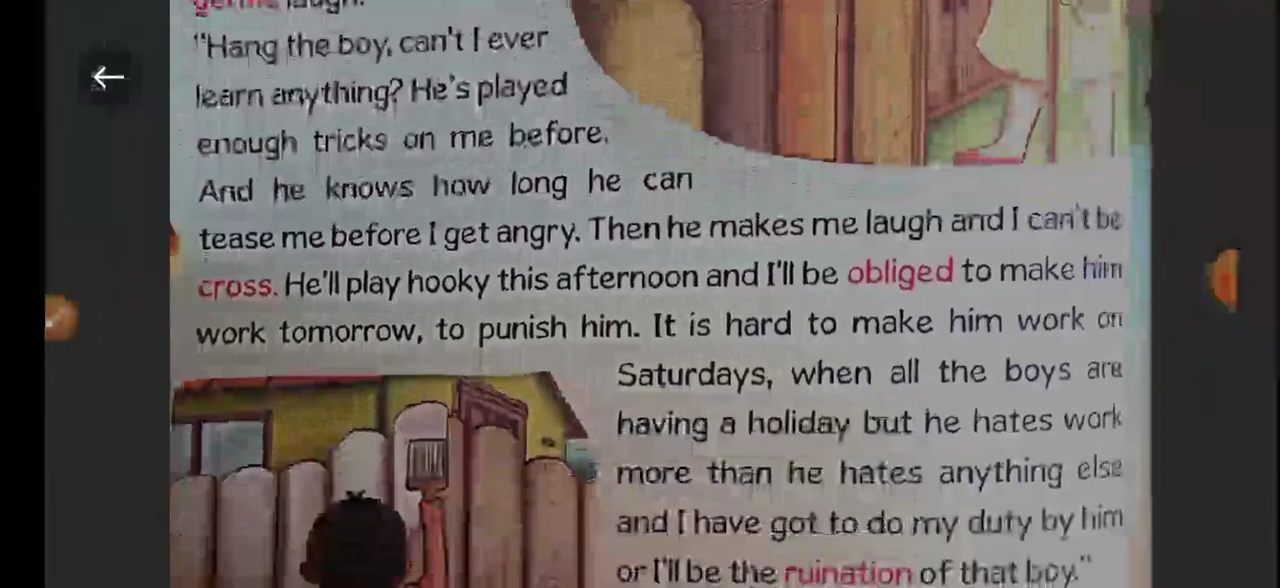 laugh.
"Hang the boy, can't I ever
learn anything? He's played
enough tricks on me before.
And he knows how long he can
tease me before I get angry. Then he makes me laugh and I can't be
cross. He'll play hooky this afternoon and I'll be obliged to make him
work tomorrow, to punish him. It is hard to make him work on
Saturdays, when all the boys are
having a holiday but he hates work
more than he hates anything else
and I have got to do my duty by him
or I'll be the ruination of that boy."